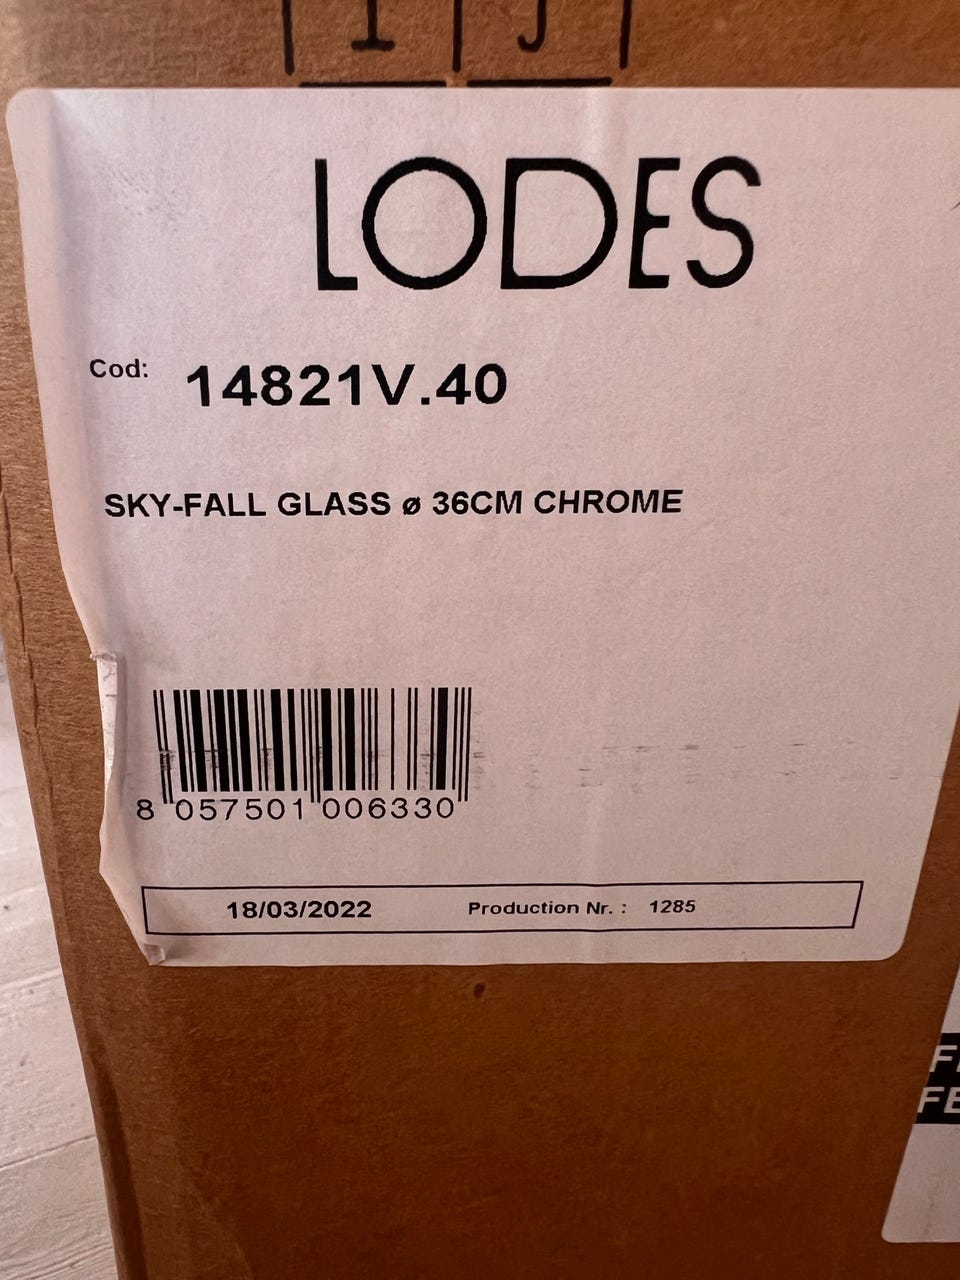 I J
LODES
Cod: 14821V.40
SKY-FALL GLASS ø 36CM CHROME
8 057501 006330
18/03/2022 Production Nr. : 1285